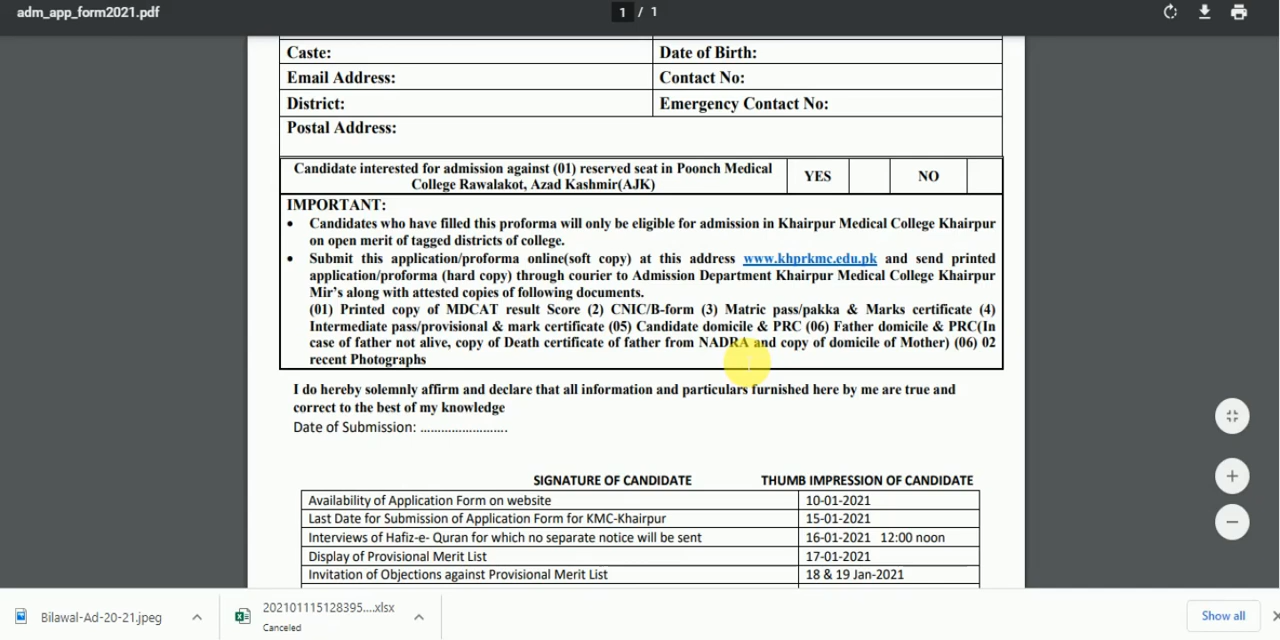 adm_app_form2021.pdf
1 / 1
Caste: Date of Birth:
Email Address: Contact No:
District: Emergency Contact No:
Postal Address:
Candidate interested for admission against (01) reserved seat in Poonch Medical
College Rawalakot, Azad Kashmir(AJK) YES NO
IMPORTANT:
• Candidates who have filled this proforma will only be eligible for admission in Khairpur Medical College Khairpur
on open merit of tagged districts of college.
• Submit this application/proforma online(soft copy) at this address www.khprkmc.edu.pk and send printed
application/proforma (hard copy) through courier to Admission Department Khairpur Medical College Khairpur
Mir's along with attested copies of following documents.
(01) Printed copy of MDCAT result Score (2) CNIC/B-form (3) Matric pass/pakka & Marks certificate (4)
Intermediate pass/provisional & mark certificate (05) Candidate domicile & PRC (06) Father domicile & PRC(In
case of father not alive, copy of Death certificate of father from NADRA and copy of domicile of Mother) (06) 02
recent Photographs
I do hereby solemnly affirm and declare that all information and particulars furnished here by me are true and
correct to the best of my knowledge
Date of Submission: ..........................
SIGNATURE OF CANDIDATE THUMB IMPRESSION OF CANDIDATE
Availability of Application Form on website 10-01-2021
Last Date for Submission of Application Form for KMC-Khairpur 15-01-2021
Interviews of Hafiz-e- Quran for which no separate notice will be sent 16-01-2021 12:00 noon
Display of Provisional Merit List 17-01-2021
Invitation of Objections against Provisional Merit List 18 & 19 Jan-2021
Bilawal-Ad-20-21.jpeg
202101115128395....xlsx
Canceled
Show all